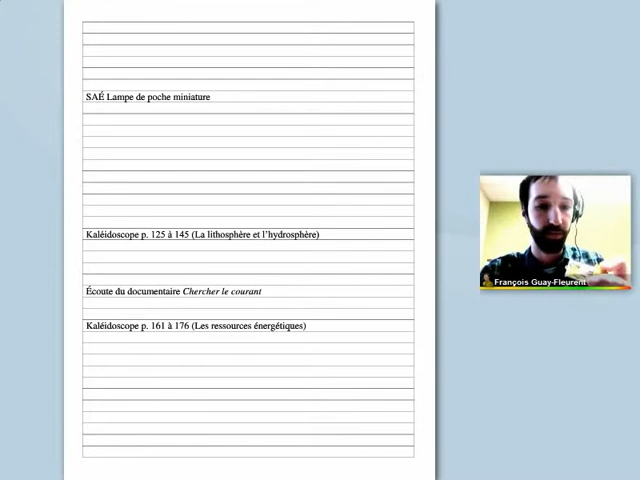 SAÉ Lampe de poche miniature
Kaléidoscope p. 125 à 145 (La lithosphère et l'hydrosphère)
Écoute du documentaire Chercher le courant
Kaléidoscope p. 161 à 176 (Les ressources énergétiques)
François Guay-Fleurent